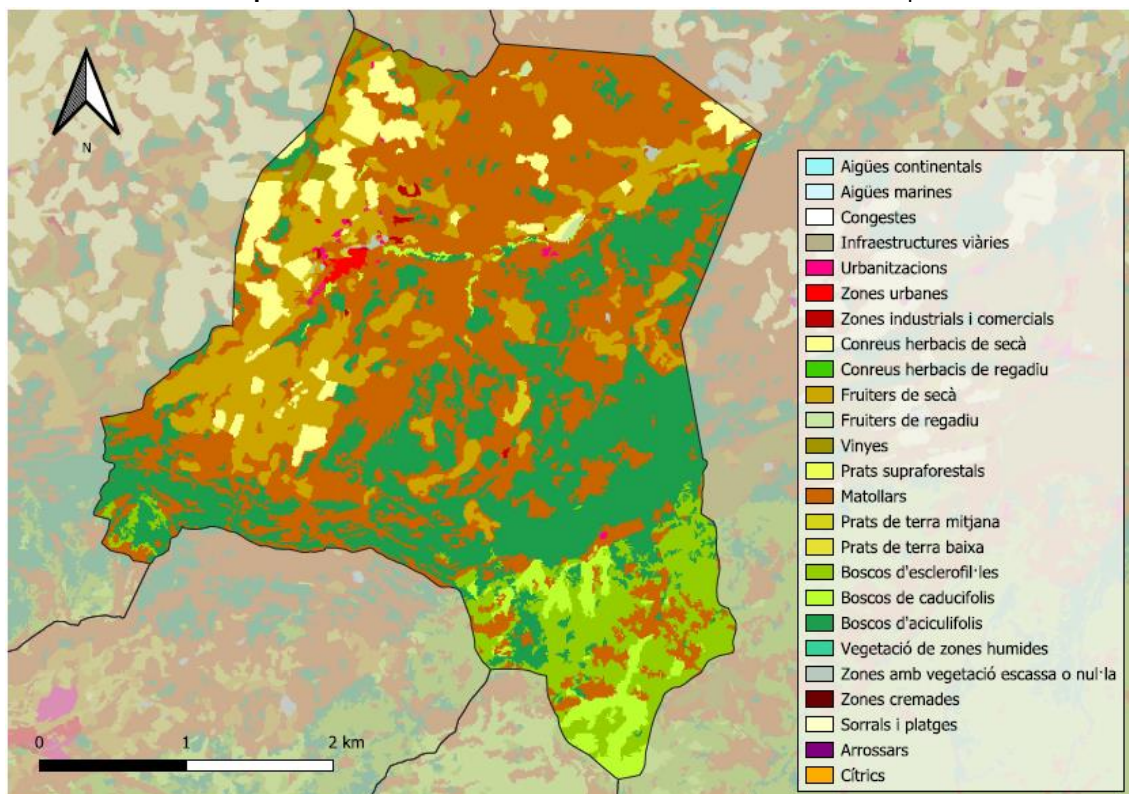 N
Aigües continentals
Aigües marines
Congestes
Infraestructures viàries
Urbanitzacions
Zones urbanes
Zones industrials i comercials
Conreus herbacis de secà
Conreus herbacis de regadiu
Fruiters de secà
Fruiters de regadiu
Vinyes
Prats supraforestals
Matollars
Prats de terra mitjana
Prats de terra baixa
Boscos d'esclerofil·les
Boscos de caducifolis
Boscos d'aciculifolis
Vegetació de zones humides
Zones amb vegetació escassa o nul·la
Zones cremades
Sorrals i platges
Arrossars
Cítrics
0 1 2 km